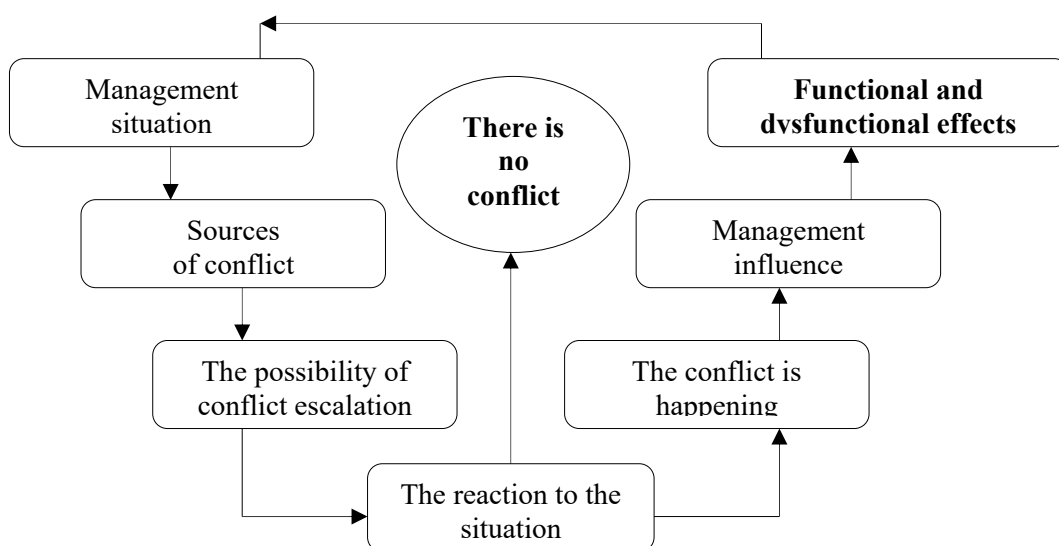 Management
situation
There is
no
conflict
Functional and
dysfunctional effects
Sources
of conflict
Management
influence
The possibility of
conflict escalation
The conflict is
happening
The reaction to the
situation